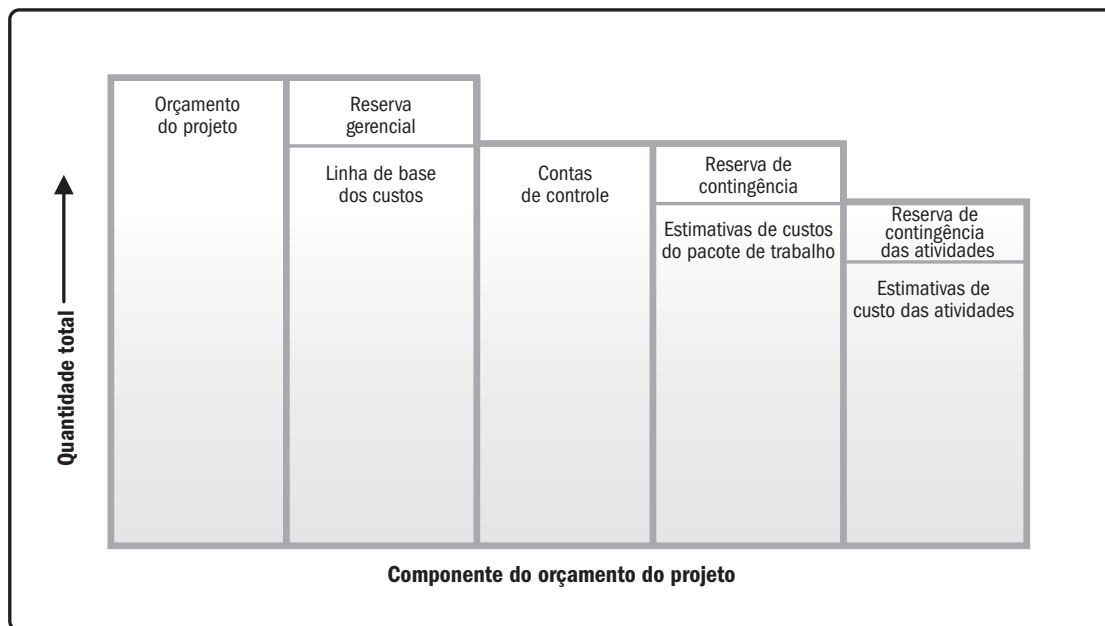 Orçamento
do projeto
Reserva
gerencial
Linha de base
dos custos
Contas
de controle
Reserva de
contingência
Estimativas de custos
do pacote de trabalho
Reserva de
contingência
das atividades
Estimativas de
custo das atividades
Quantidade total
Componente do orçamento do projeto